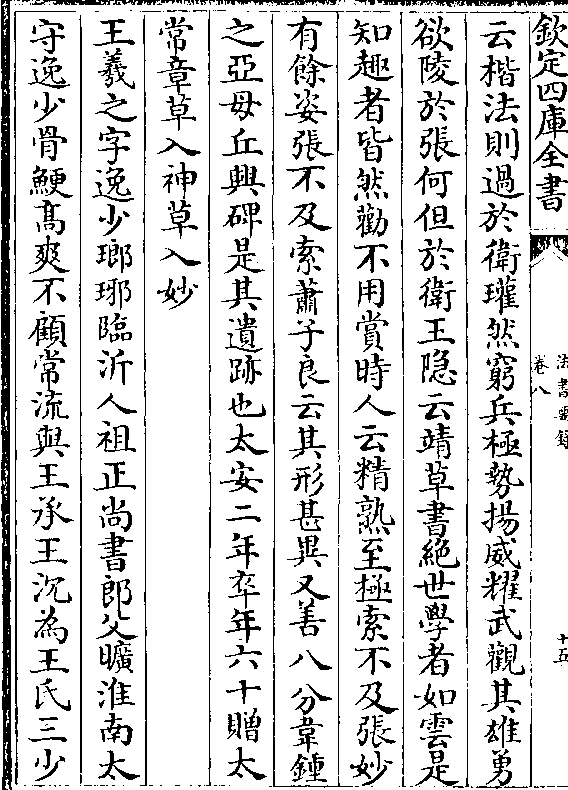 欽定四庫全書
法書要録
卷八
十五
云楷法則過於衛瓘然窮兵極勢揚威耀武觀其雄勇
欲陵於張何但於衛王隐云靖草書絶世學者如雲是
知趣者皆然勸不用賞時人云精熟至極索不及張妙
有餘姿張不及索蕭子良云其形甚異又善八分韋鍾
之亞毋丘興碑是其遺跡也太安二年卒年六十贈太
常章草入神草入妙
王羲之字逸少瑯琊臨沂人祖正尚書郎父曠淮南太
守逸少骨鯁髙爽不顧常流與王承王沉為王氏三少